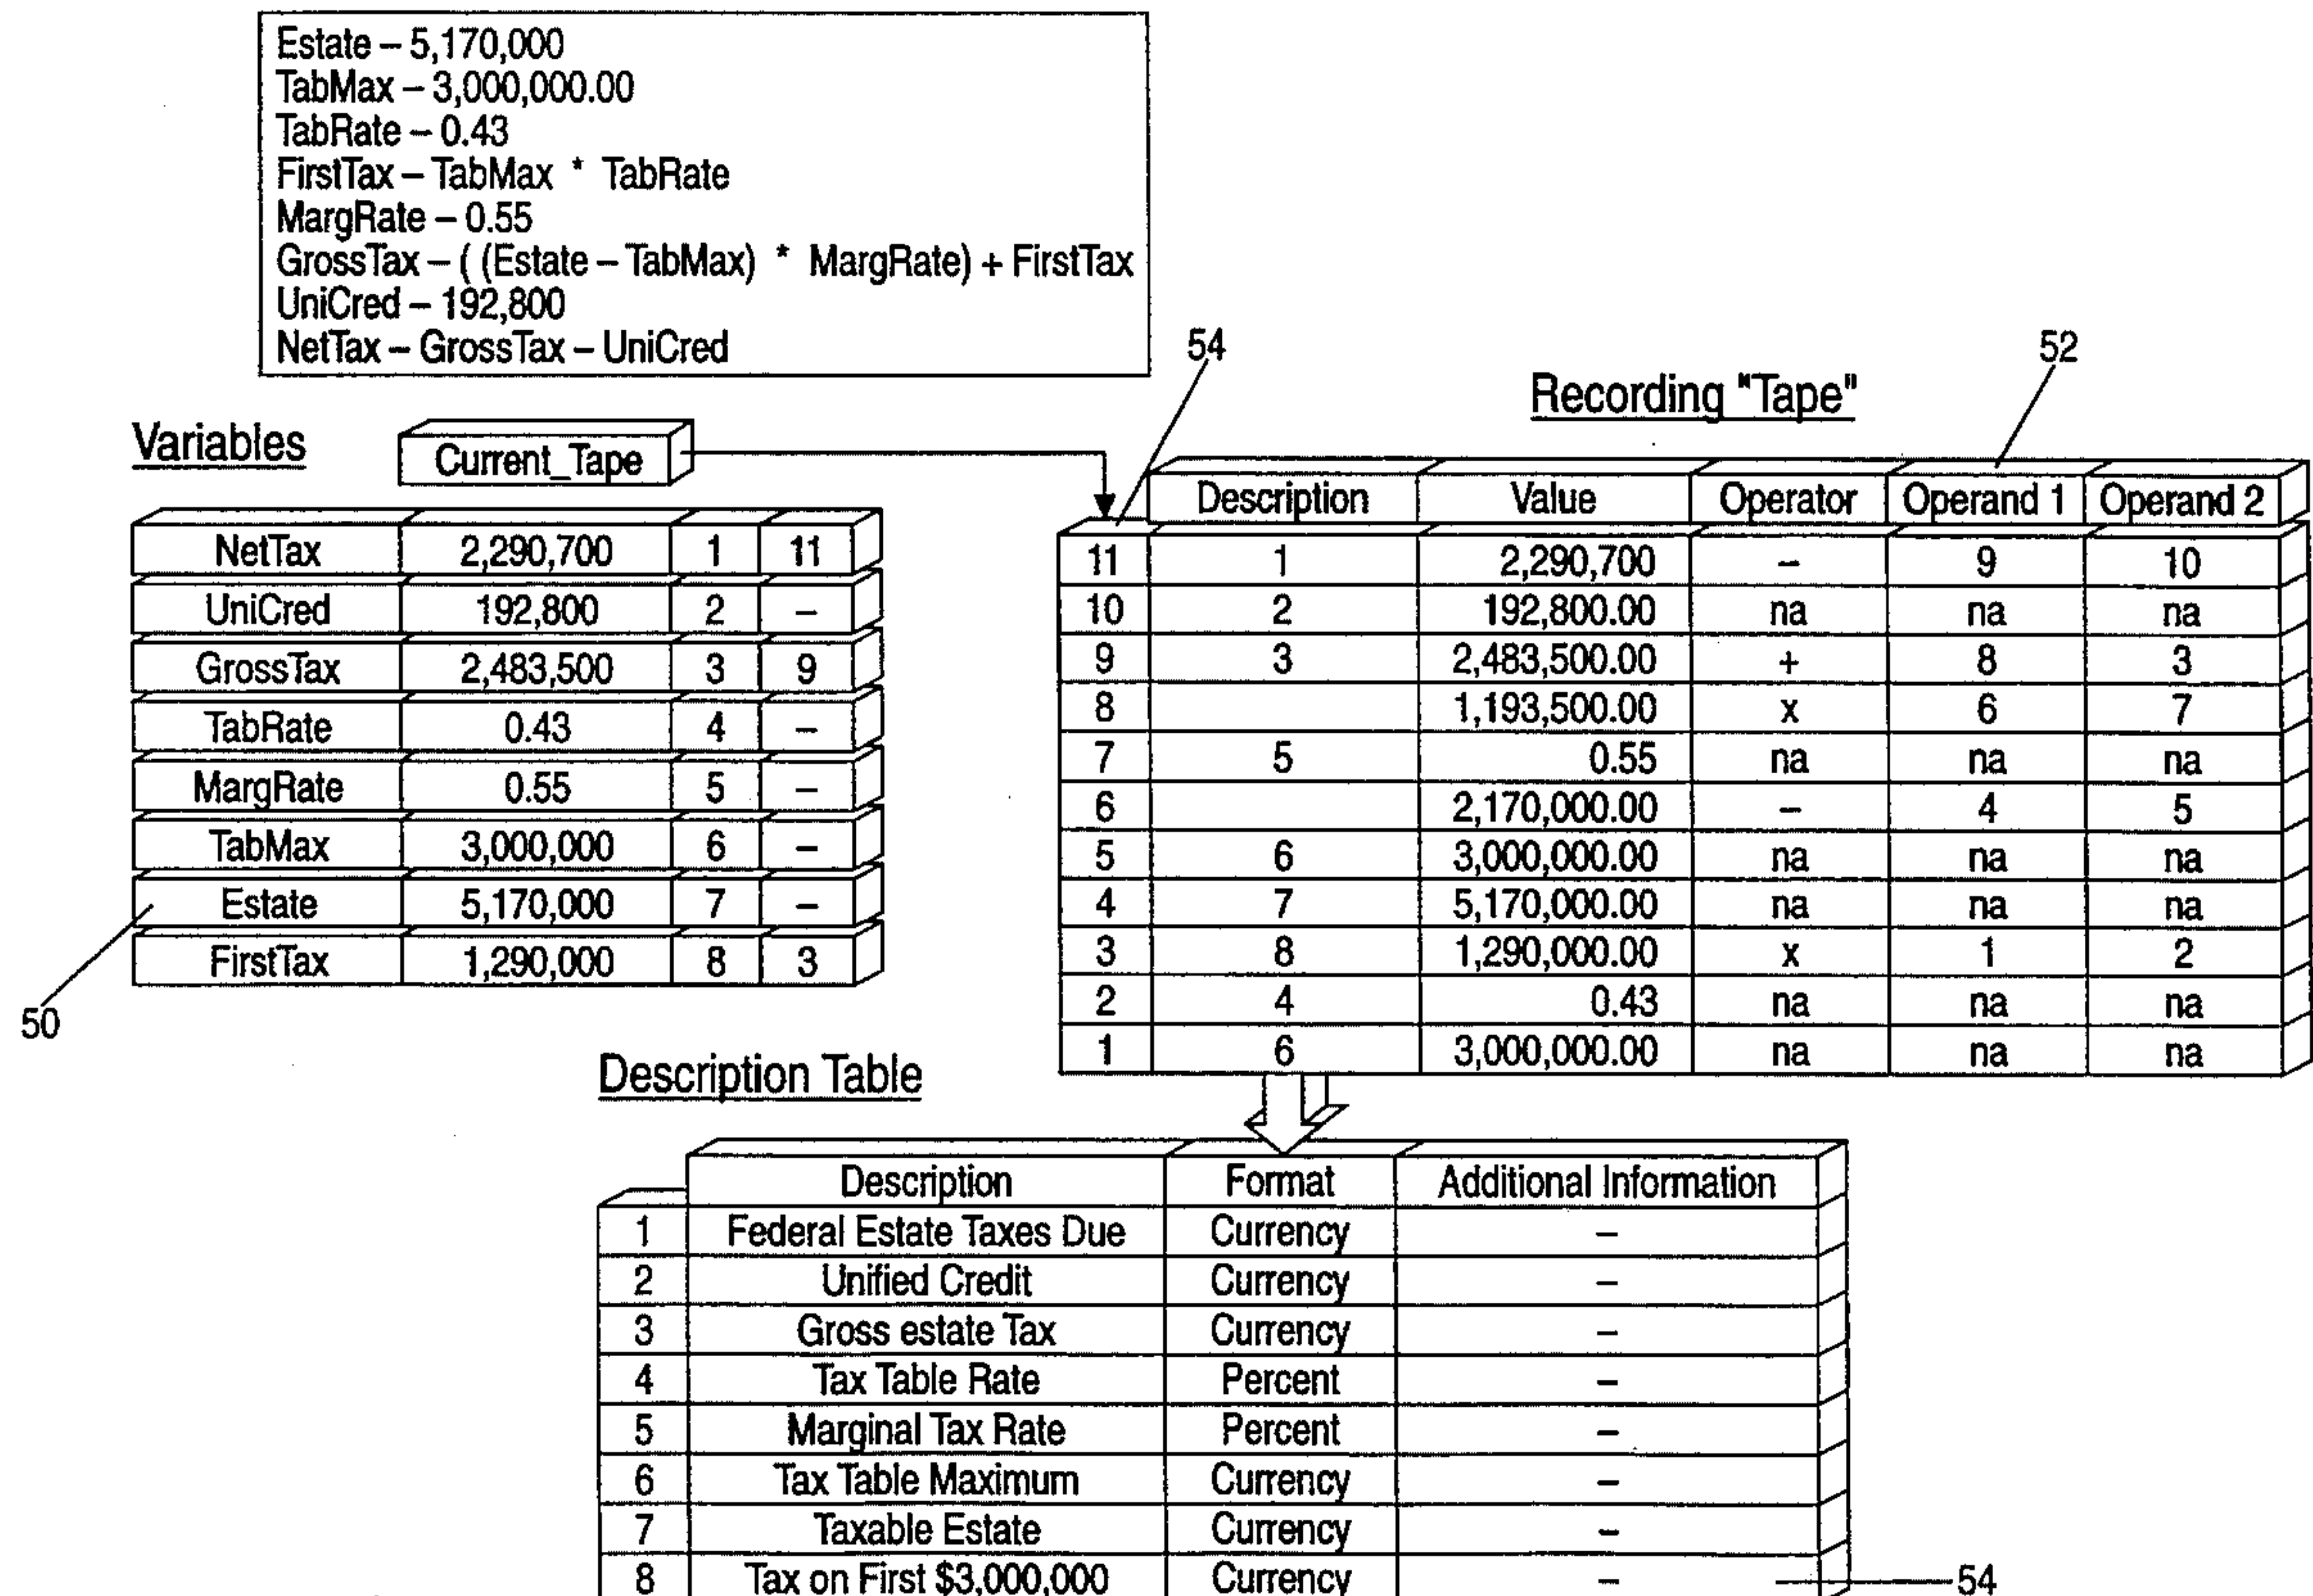 Estate – 5,170,000
TabMax – 3,000,000.00
TabRate – 0.43
FirstTax – TabMax * TabRate
MargRate – 0.55
GrossTax – ( (Estate – TabMax) * MargRate) + FirstTax
UniCred – 192,800
NetTax – GrossTax – UniCred
54
52
Recording "Tape"
Variables
Current_Tape
NetTax 2,290,700 1 11
UniCred 192,800 2 –
GrossTax 2,483,500 3 9
TabRate 0.43 4 –
MargRate 0.55 5 –
TabMax 3,000,000 6 –
Estate 5,170,000 7 –
FirstTax 1,290,000 8 3
50
Description Value Operator Operand 1 Operand 2
11 1 2,290,700 – 9 10
10 2 192,800.00 na na na
9 3 2,483,500.00 + 8 3
8 1,193,500.00 x 6 7
7 5 0.55 na na na
6 2,170,000.00 – 4 5
5 6 3,000,000.00 na na na
4 7 5,170,000.00 na na na
3 8 1,290,000.00 x 1 2
2 4 0.43 na na na
1 6 3,000,000.00 na na na
Description Table
Description Format Additional Information
1 Federal Estate Taxes Due Currency –
2 Unified Credit Currency –
3 Gross estate Tax Currency –
4 Tax Table Rate Percent –
5 Marginal Tax Rate Percent –
6 Tax Table Maximum Currency –
7 Taxable Estate Currency –
8 Tax on First $3,000,000 Currency –
54